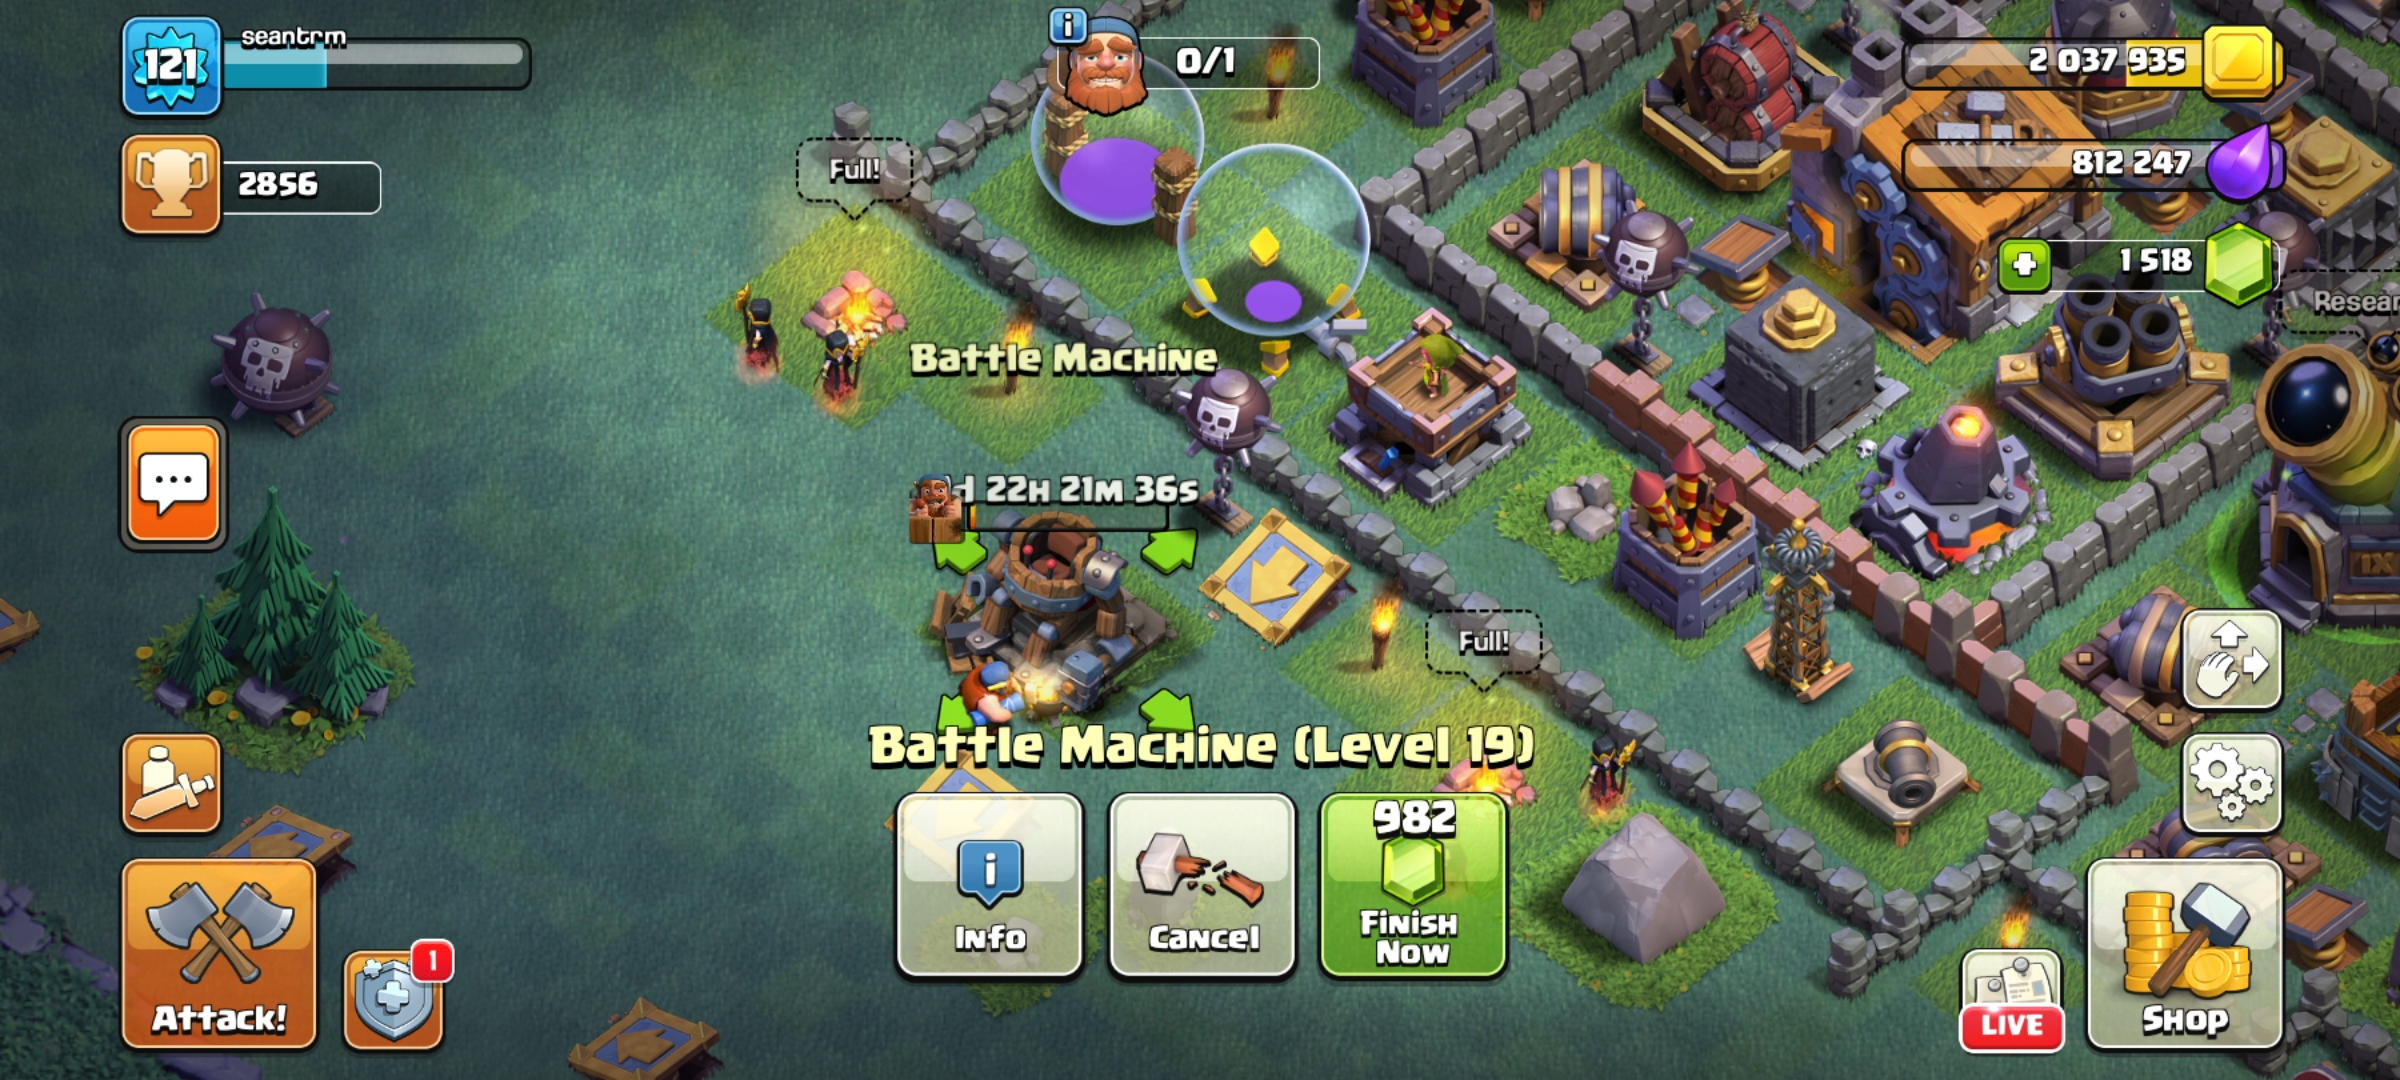 seantrm
121
0/1
2 037 935
Full!
812 247
2856
1 518
Battle Machine
22H 21M 36s
Full!
Battle Machine (Level 19)
982
Info
Cancel
Finish
Now
Attack!
1
LIVE
Shop